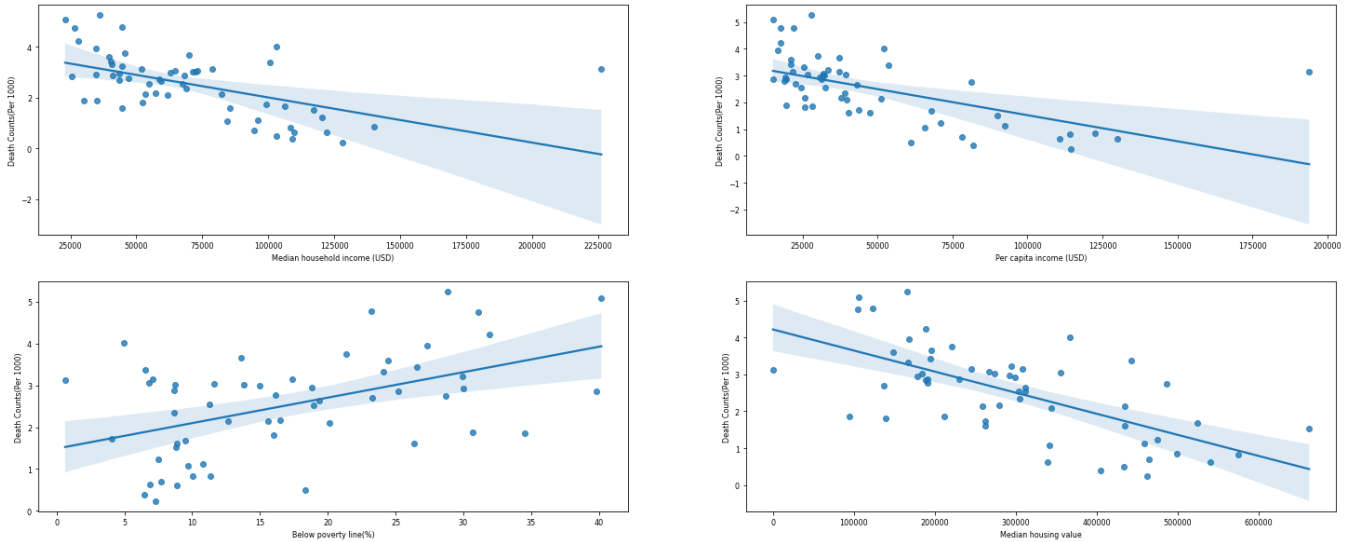 Death Counts(Per 1000)
4
2
0
−2
25000 50000 75000 100000 125000 150000 175000 200000 225000
Median household income (USD)
Death Counts(Per 1000)
5
4
3
2
1
0
−1
−2
25000 50000 75000 100000 125000 150000 175000 200000
Per capita income (USD)
Death Counts(Per 1000)
5
4
3
2
1
0
0 5 10 15 20 25 30 35 40
Below poverty line(%)
Death Counts(Per 1000)
5
4
3
2
1
0
0 100000 200000 300000 400000 500000 600000
Median housing value